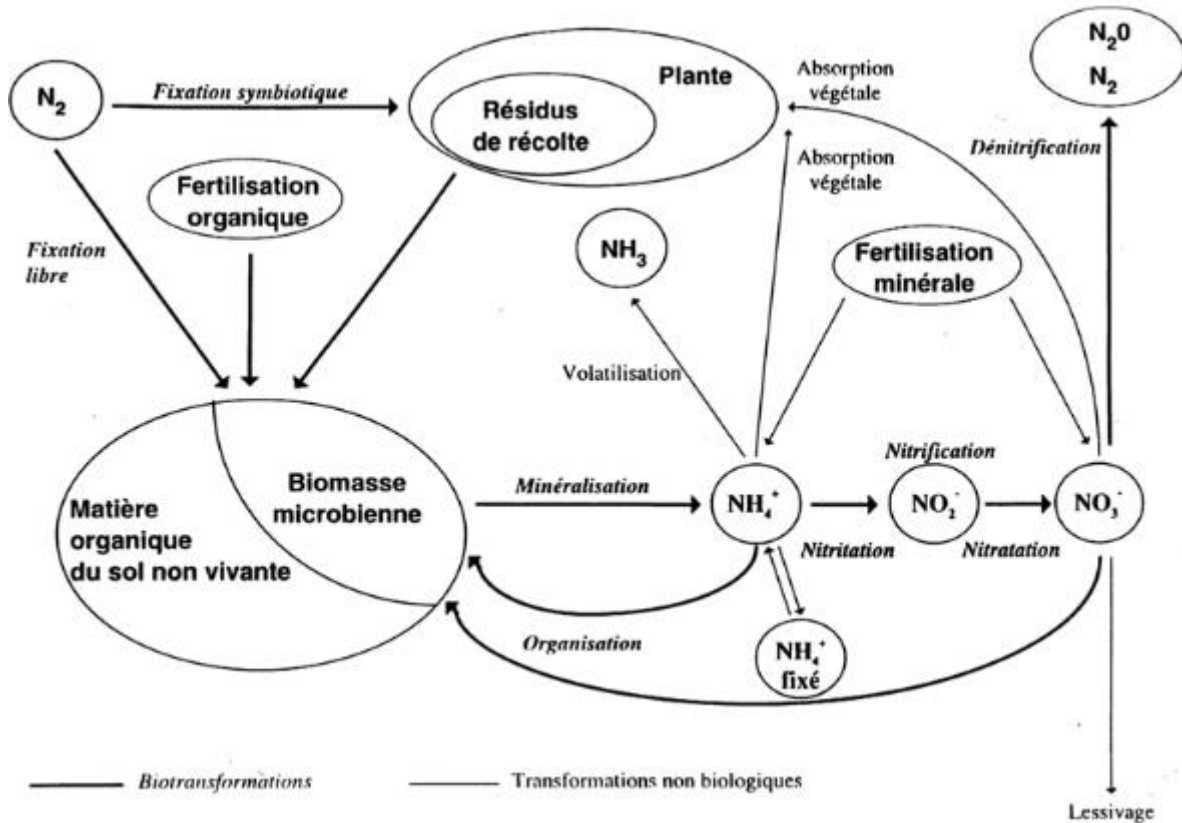 N₂0
N₂
N₂
Fixation symbiotique
Plante
Résidus
de récolte
Absorption
végétale
Absorption
végétale
Dénitrification
Fertilisation
organique
Fixation
libre
NH₃
Fertilisation
minérale
Volatilisation
Matière
organique
du sol non vivante
Biomasse
microbienne
Minéralisation
NH₄⁺
Nitrification
NO₂⁻
NO₃⁻
Nitritation
Nitratation
Organisation
NH₄⁺
fixé
Biotransformations
Transformations non biologiques
Lessivage